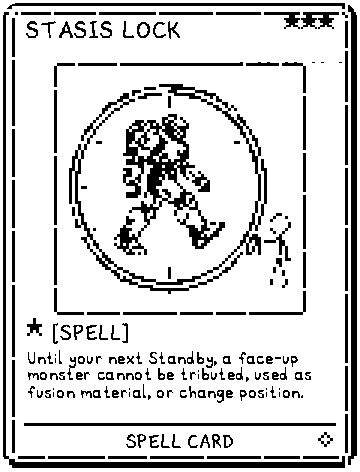 STASIS LOCK
[SPELL]
Until your next Standby, a face-up
monster cannot be tributed, used as
fusion material, or change position.
SPELL CARD